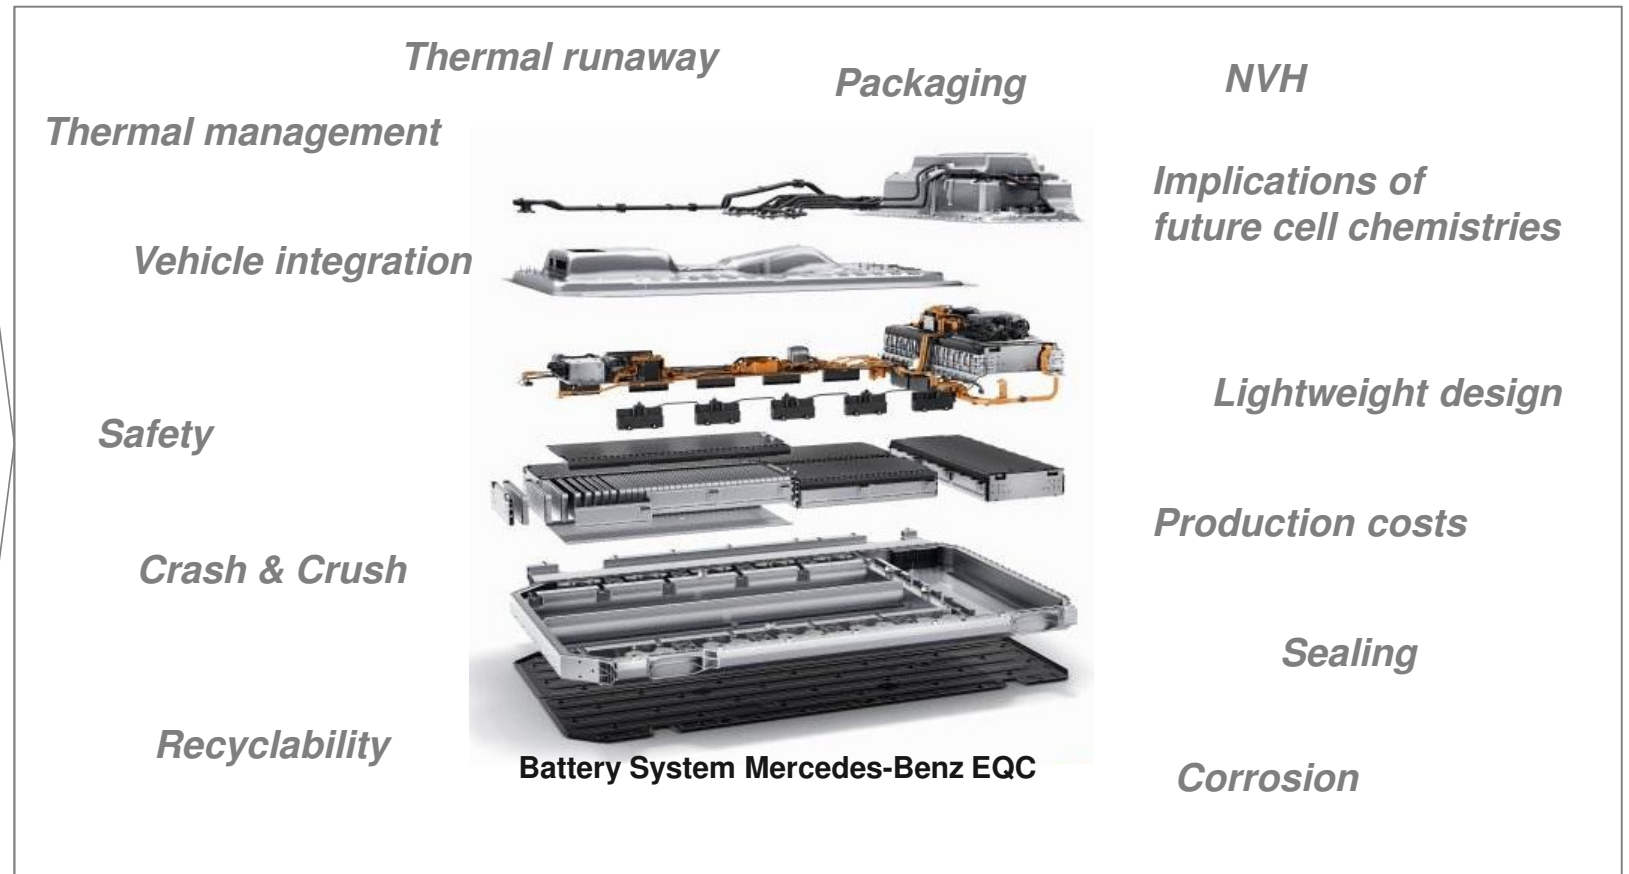 Thermal runaway
Packaging
NVH
Thermal management
Implications of
future cell chemistries
Vehicle integration
Lightweight design
Safety
Production costs
Crash & Crush
Sealing
Recyclability
Battery System Mercedes-Benz EQC
Corrosion